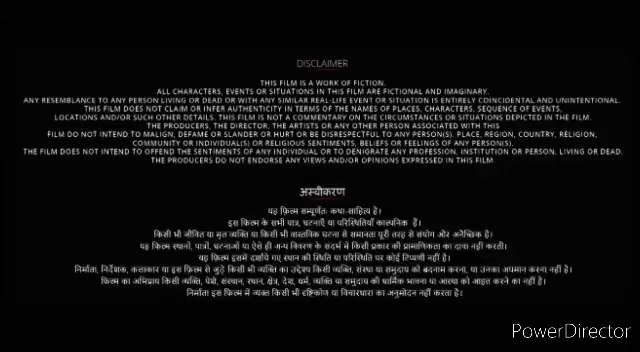 DISCLAIMER
THIS FILM IS A WORK OF FICTION.
ALL CHARACTERS, EVENTS OR SITUATIONS IN THIS FILM ARE FICTIONAL AND IMAGINARY.
ANY RESEMBLANCE TO ANY PERSON LIVING OR DEAD OR WITH ANY SIMILAR REAL-LIFE EVENT OR SITUATION IS ENTIRELY COINCIDENTAL AND UNINTENTIONAL.
THIS FILM DOES NOT CLAIM OR INFER AUTHENTICITY IN TERMS OF THE NAMES OF PLACES, CHARACTERS, SEQUENCE OF EVENTS,
LOCATIONS AND/OR SUCH OTHER DETAILS. THIS FILM IS NOT A COMMENTARY ON THE CIRCUMSTANCES OR SITUATIONS DEPICTED IN THE FILM.
THE PRODUCERS, THE DIRECTOR, THE ARTISTS OR ANY OTHER PERSON ASSOCIATED WITH THIS
FILM DO NOT INTEND TO MALIGN, DEFAME OR SLANDER OR HURT OR BE DISRESPECTFUL TO ANY PERSON(S), PLACE, REGION, COUNTRY, RELIGION,
COMMUNITY OR INDIVIDUAL(S) OR RELIGIOUS SENTIMENTS, BELIEFS OR FEELINGS OF ANY PERSON(S).
THE FILM DOES NOT INTEND TO OFFEND THE SENTIMENTS OF ANY INDIVIDUAL OR TO DENIGRATE ANY PROFESSION, INSTITUTION OR PERSON, LIVING OR DEAD.
THE PRODUCERS DO NOT ENDORSE ANY VIEWS AND/OR OPINIONS EXPRESSED IN THIS FILM.
अस्वीकरण
यह फ़िल्म सम्पूर्णतः कथा-साहित्य है।
इस फिल्म के सभी पात्र, घटनाएँ या परिस्थितियाँ काल्पनिक हैं।
किसी भी जीवित या मृत व्यक्ति या किसी भी वास्तविक घटना से समानता पूरी तरह से संयोग और अनैच्छिक है।
यह फिल्म स्थानों, पात्रों, घटनाओं या ऐसे ही अन्य विवरण के संदर्भ में किसी प्रकार की प्रामाणिकता का दावा नहीं करती।
यह फिल्म इसमें दर्शाये गए स्थान की स्थिति या परिस्थिति पर कोई टिप्पणी नहीं है।
निर्माता, निर्देशक, कलाकार या इस फिल्म से जुड़े किसी भी व्यक्ति का उद्देश्य किसी व्यक्ति, संस्था या समुदाय को बदनाम करना, या उनका अपमान करना नहीं है।
फिल्म का अभिप्राय किसी व्यक्ति, पेशे, संस्थान, स्थान, क्षेत्र, देश, धर्म, व्यक्ति या समुदाय की धार्मिक भावना या आस्था को आहत करने का नहीं है।
निर्माता इस फिल्म में व्यक्त किसी भी दृष्टिकोण या विचारधारा का अनुमोदन नहीं करता है।
PowerDirector